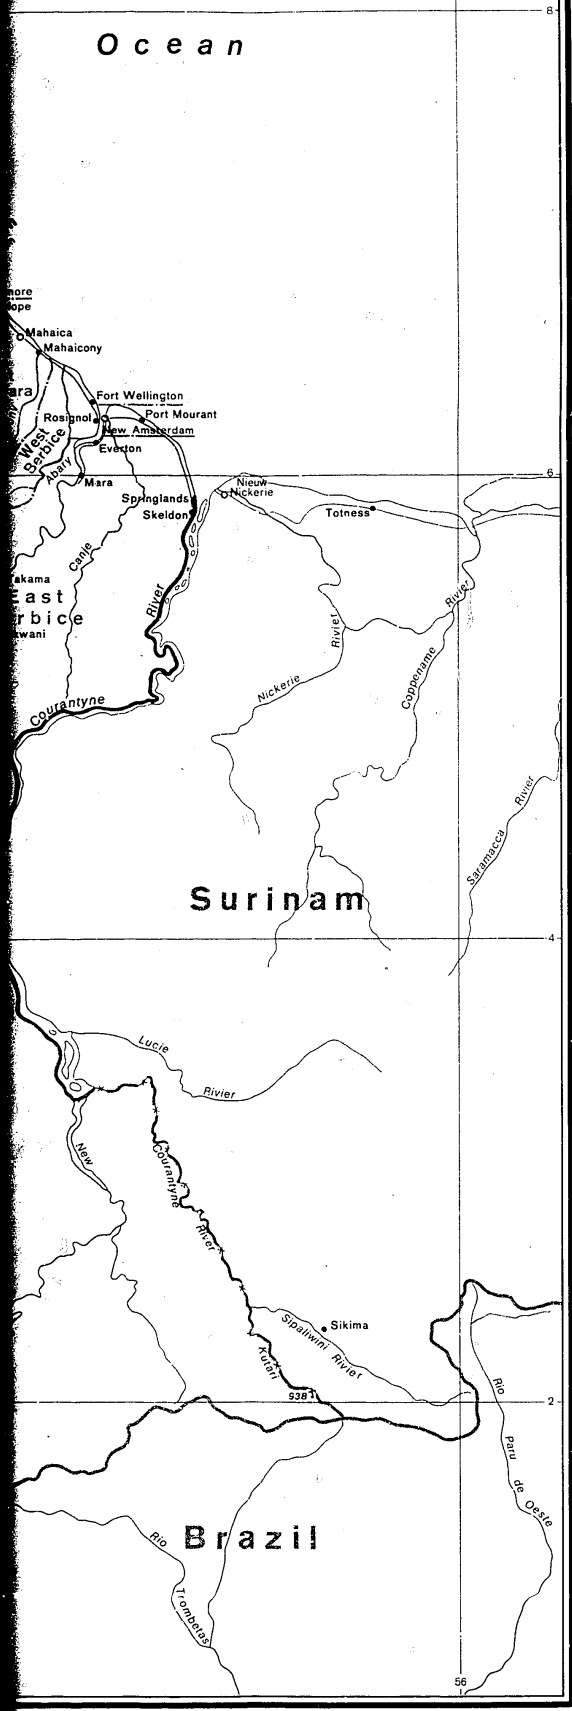 8
Ocean
Mahaica
Mahaicony
Fort Wellington
Rosignol
Port Mourant
New Amsterdam
West
Berbice
Everton
Abary
Mara
6
Nieuw
Nickerie
Springlands
Skeldon
Totness
Canje
East
River
Rivier
Rivier
Coppename
Nickerie
Courantyne
Rivier
Saramacca
Surinam
4
Lucie
Rivier
New
Courantyne
River
Sikima
Sipaliwini Rivier
Kutari
938
2
Rio
Paru
de
Oeste
Brazil
Rio
Trombetas
56